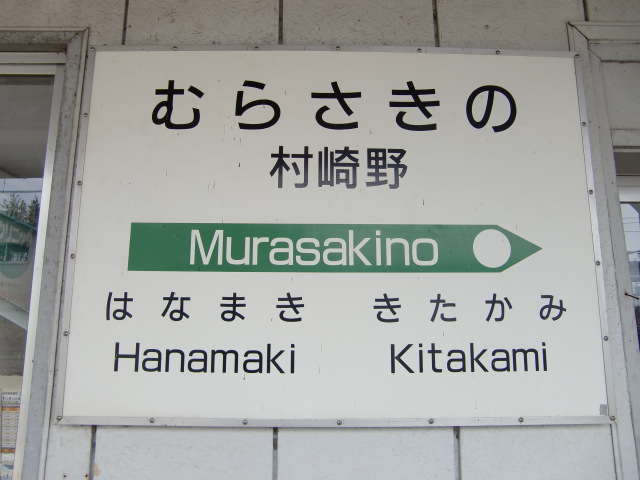 むらさきの
村崎野
Murasakino
はなまき きたかみ
Hanamaki Kitakami